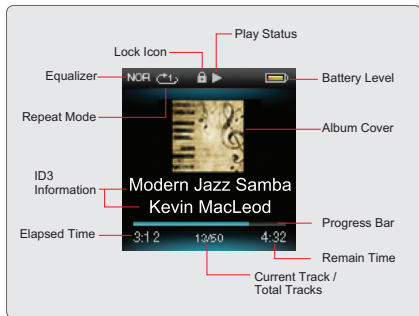 Play Status
Lock Icon
Equalizer
NOR
1
Battery Level
Repeat Mode
Album Cover
ID3
Information
Modern Jazz Samba
Kevin MacLeod
Progress Bar
Elapsed Time
3:12
13/50
4:32
Remain Time
Current Track /
Total Tracks